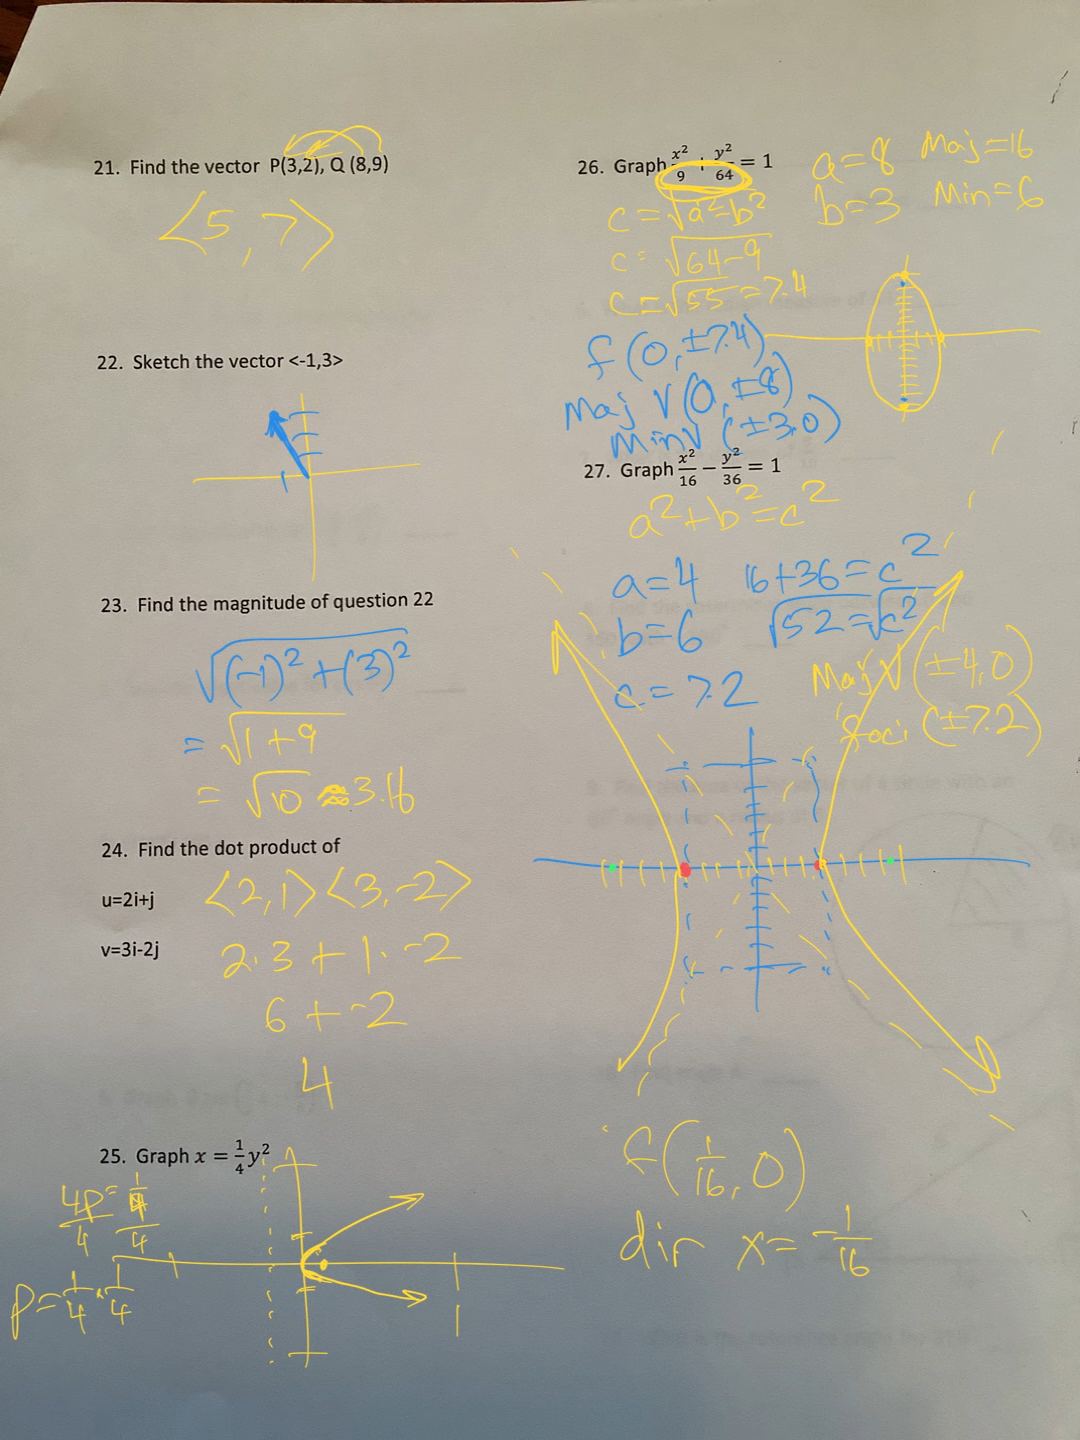 21. Find the vector P(3,2), Q (8,9)
<5, 7>
22. Sketch the vector <-1,3>
23. Find the magnitude of question 22
√(-1)² + (3)²
= √1+9
= √10 ≈ 3.16
24. Find the dot product of
u=2i+j <2,1> <3,-2>
v=3i-2j 2·3 + 1·-2
6 + -2
4
25. Graph x = 1/4 y²
4p/4 = 1/4/4
p = 1/4 · 1/4
26. Graph x²/9 + y²/64 = 1
a=8 Maj=16
b=3 Min=6
c = √a²-b²
c = √64-9
c = √55 = 7.4
f (0, ±7.4)
Maj V (0, ±8)
Min V (±3,0)
27. Graph x²/16 − y²/36 = 1
a²+b²=c²
a=4 16+36=c²
b=6 √52=√c²
c=7.2
Maj V (±4,0)
foci (±7.2)
f(1/16, 0)
dir x= -1/16